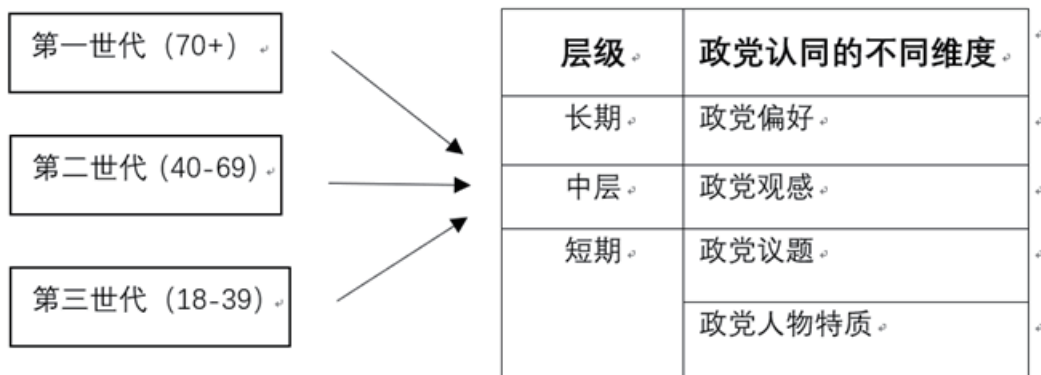 第一世代（70+）
第二世代（40-69）
第三世代（18-39）
层级 政党认同的不同维度
长期 政党偏好
中层 政党观感
短期 政党议题
政党人物特质